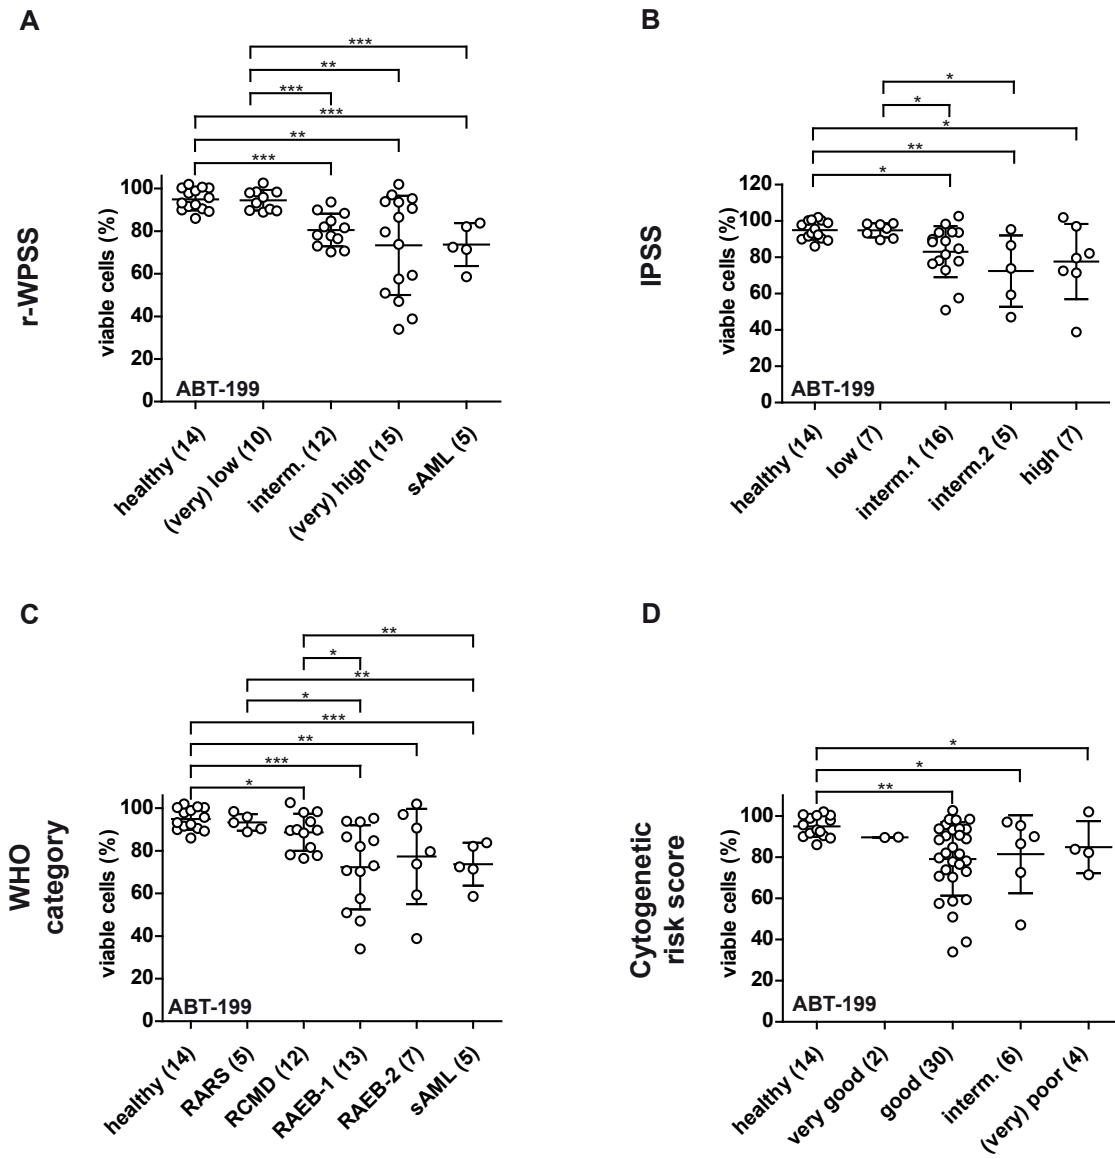 A
***
**
***
***
**
***
r-WPSS
viable cells (%)
100
80
60
40
20
0
ABT-199
healthy (14)
(very) low (10)
interm. (12)
(very) high (15)
sAML (5)
B
*
*
*
**
*
IPSS
viable cells (%)
120
100
80
60
40
20
0
ABT-199
healthy (14)
low (7)
interm.1 (16)
interm.2 (5)
high (7)
C
**
*
**
*
***
**
***
*
WHO
category
viable cells (%)
100
80
60
40
20
0
ABT-199
healthy (14)
RARS (5)
RCMD (12)
RAEB-1 (13)
RAEB-2 (7)
sAML (5)
D
*
*
**
Cytogenetic
risk score
viable cells (%)
100
80
60
40
20
0
ABT-199
healthy (14)
very good (2)
good (30)
interm. (6)
(very) poor (4)